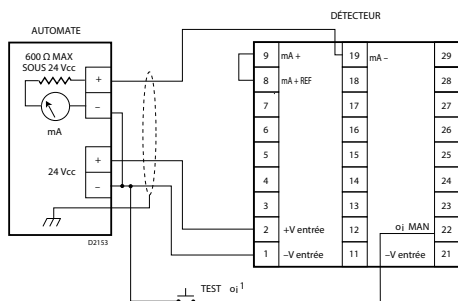 DÉTECTEUR
AUTOMATE
600 Ω MAX
SOUS 24 Vcc
+
–
mA
24 Vcc
+
–
D2153
9 mA + 19 mA – 29
8 mA + REF 18 28
7 17 27
6 16 26
5 15 25
4 14 24
3 13 23
2 +V entrée 12 oi MAN 22
1 –V entrée 11 –V entrée 21
TEST oi 1